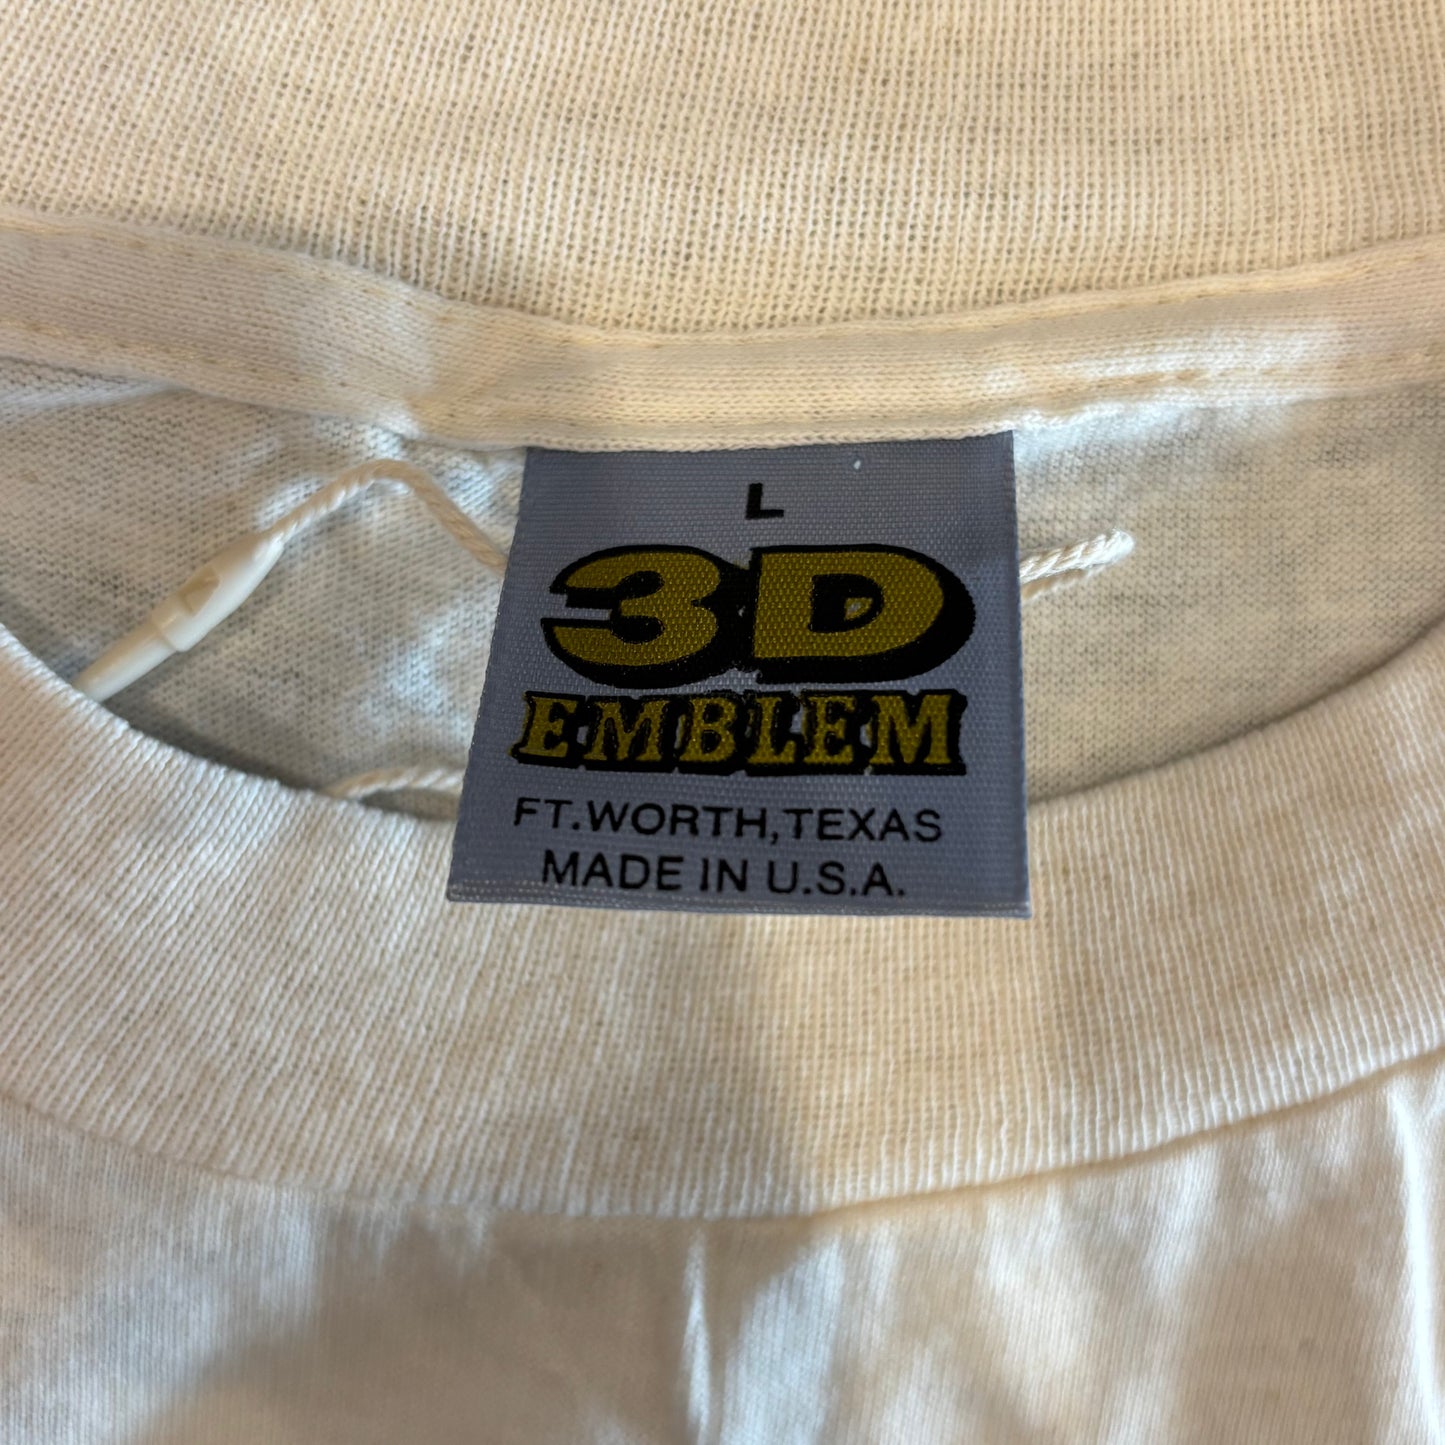 L
3D
EMBLEM
FT. WORTH, TEXAS
MADE IN U.S.A.